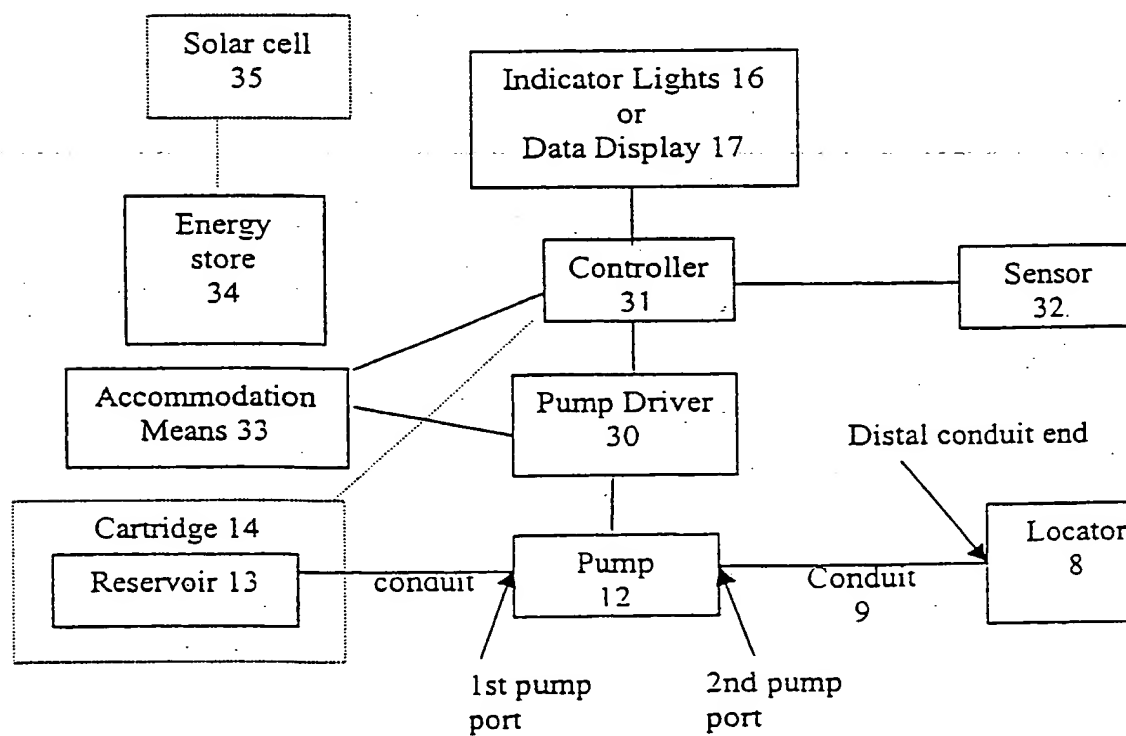 Solar cell
35
Indicator Lights 16
or
Data Display 17
Energy
store
34
Controller
31
Sensor
32.
Accommodation
Means 33
Pump Driver
30
Distal conduit end
Cartridge 14
Reservoir 13
conduit
Pump
12
Conduit
9
Locator
8
1st pump
port
2nd pump
port